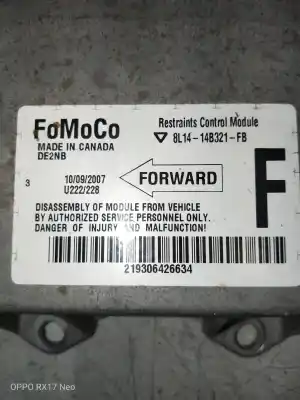 FoMoCo
MADE IN CANADA
DE2NB
Restraints Control Module
8L14-14B321-FB
3
10/09/2007
U222/228
FORWARD
F
DISASSEMBLY OF MODULE FROM VEHICLE
BY AUTHORIZED SERVICE PERSONNEL ONLY.
DANGER OF INJURY AND MALFUNCTION!
219306426634
OPPO RX17 Neo